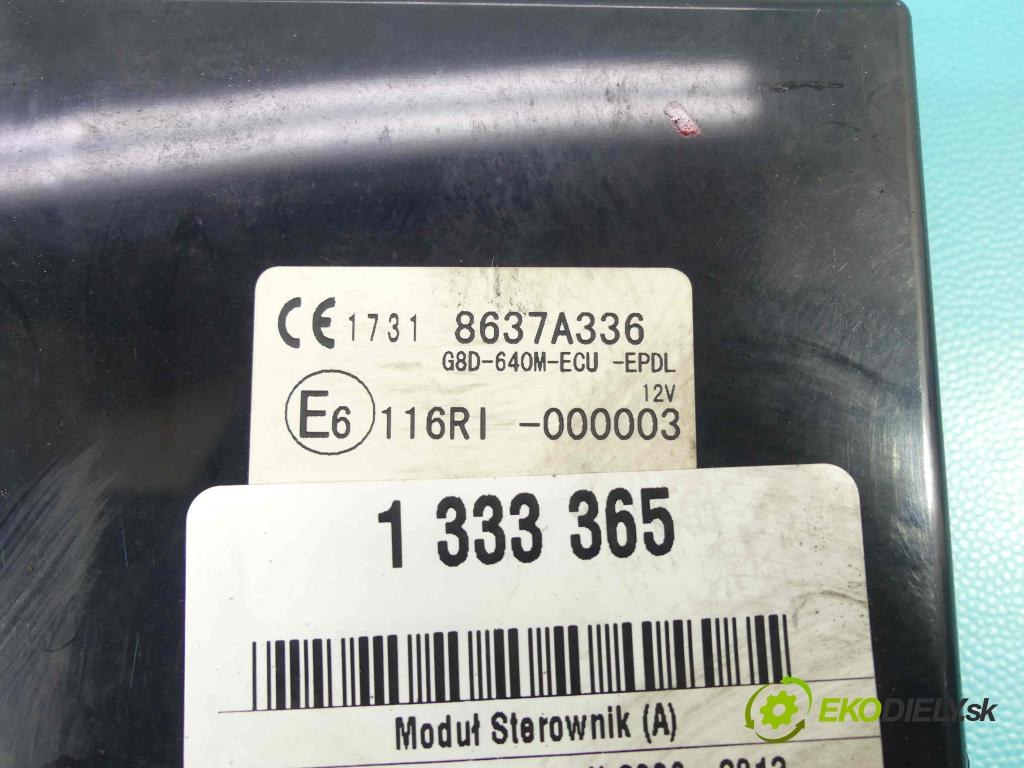 CE 1731 8637A336
G8D-640M-ECU -EPDL
12V
E6 116RI -000003
1 333 365
Moduł Sterownik (A)
EKODIELY.sk